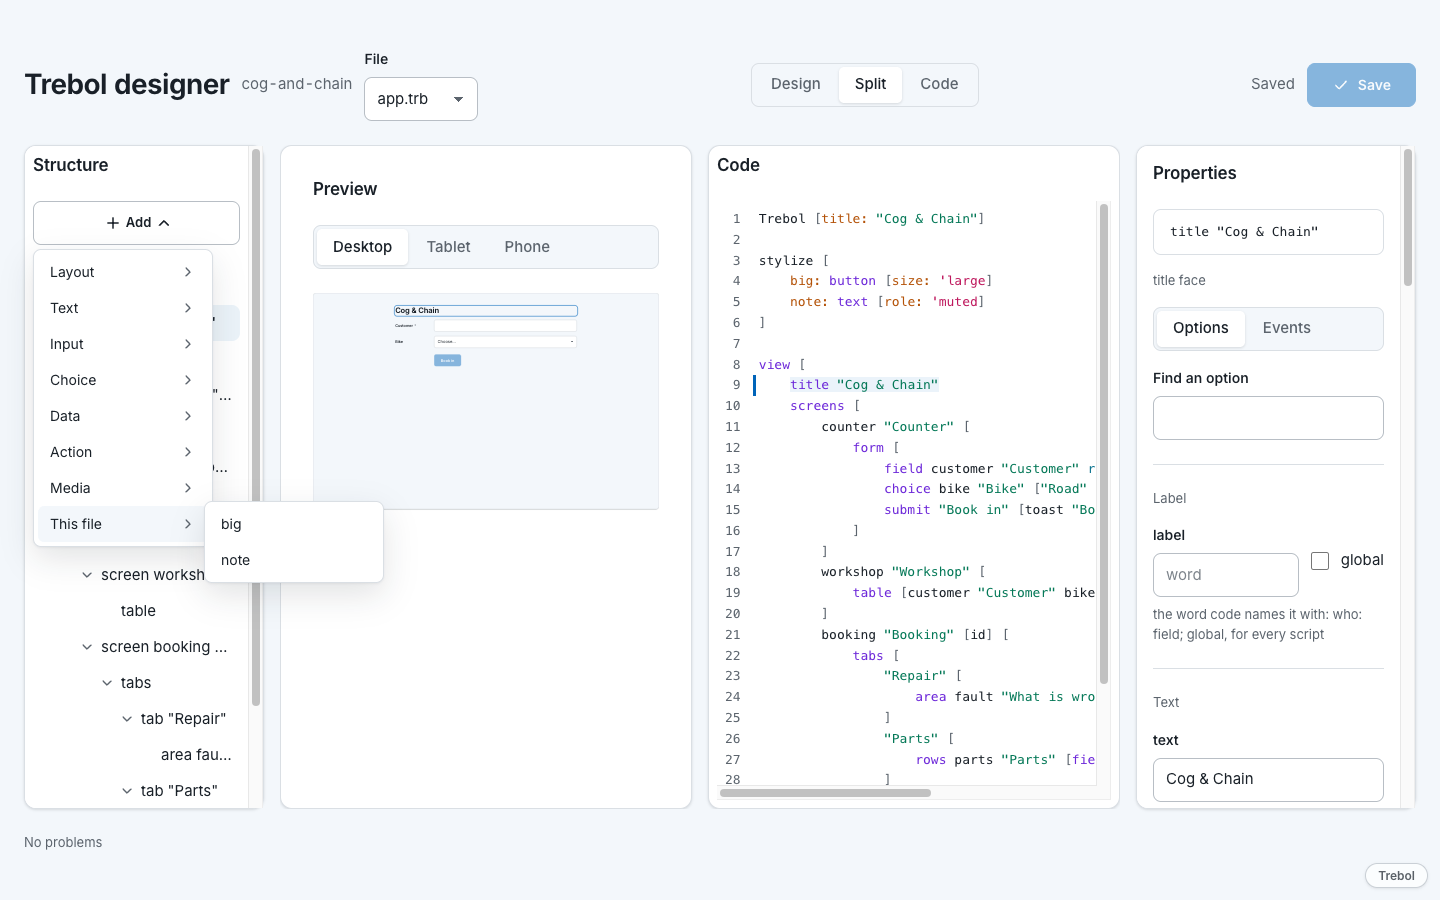 Trebol designer
cog-and-chain
File
app.trb
Design
Split
Code
Saved
Save
Structure
Add
Layout
Text
Input
Choice
Data
Action
Media
This file
big
note
"...
screen worksh
table
screen booking ...
tabs
tab "Repair"
area fau...
tab "Parts"
Preview
Desktop
Tablet
Phone
Cog & Chain
Customer *
Bike
Choose...
Book in
Code
1 Trebol [title: "Cog & Chain"]
2
3 stylize [
4 big: button [size: 'large]
5 note: text [role: 'muted]
6 ]
7
8 view [
9 title "Cog & Chain"
10 screens [
11 counter "Counter" [
12 form [
13 field customer "Customer" r
14 choice bike "Bike" ["Road"
15 submit "Book in" [toast "Bo
16 ]
17 ]
18 workshop "Workshop" [
19 table [customer "Customer" bike
20 ]
21 booking "Booking" [id] [
22 tabs [
23 "Repair" [
24 area fault "What is wro
25 ]
26 "Parts" [
27 rows parts "Parts" [fie
28 ]
Properties
title "Cog & Chain"
title face
Options
Events
Find an option
Label
label
word
global
the word code names it with: who:
field; global, for every script
Text
text
Cog & Chain
No problems
Trebol